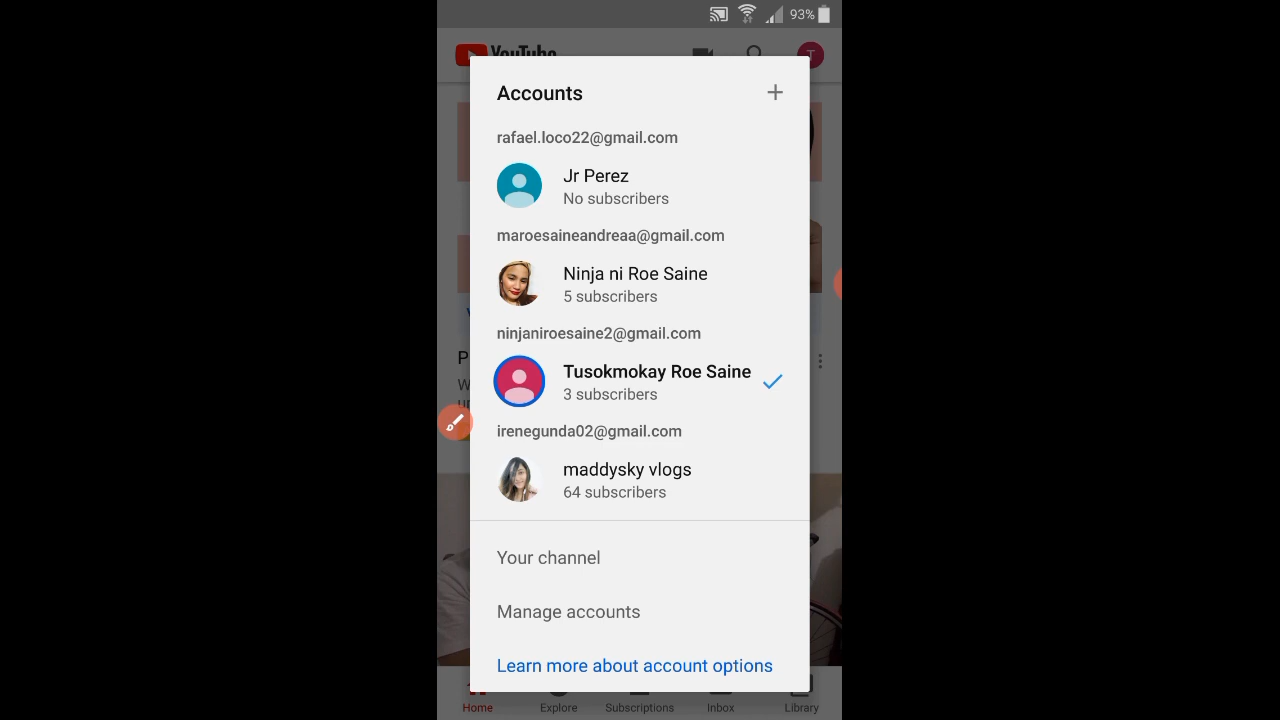 93%
YouTube
T
Accounts
rafael.loco22@gmail.com
Jr Perez
No subscribers
maroesaineandreaa@gmail.com
Ninja ni Roe Saine
5 subscribers
ninjaniroesaine2@gmail.com
Tusokmokay Roe Saine
3 subscribers
irenegunda02@gmail.com
maddysky vlogs
64 subscribers
Your channel
Manage accounts
Learn more about account options
Home Explore Subscriptions Inbox Library